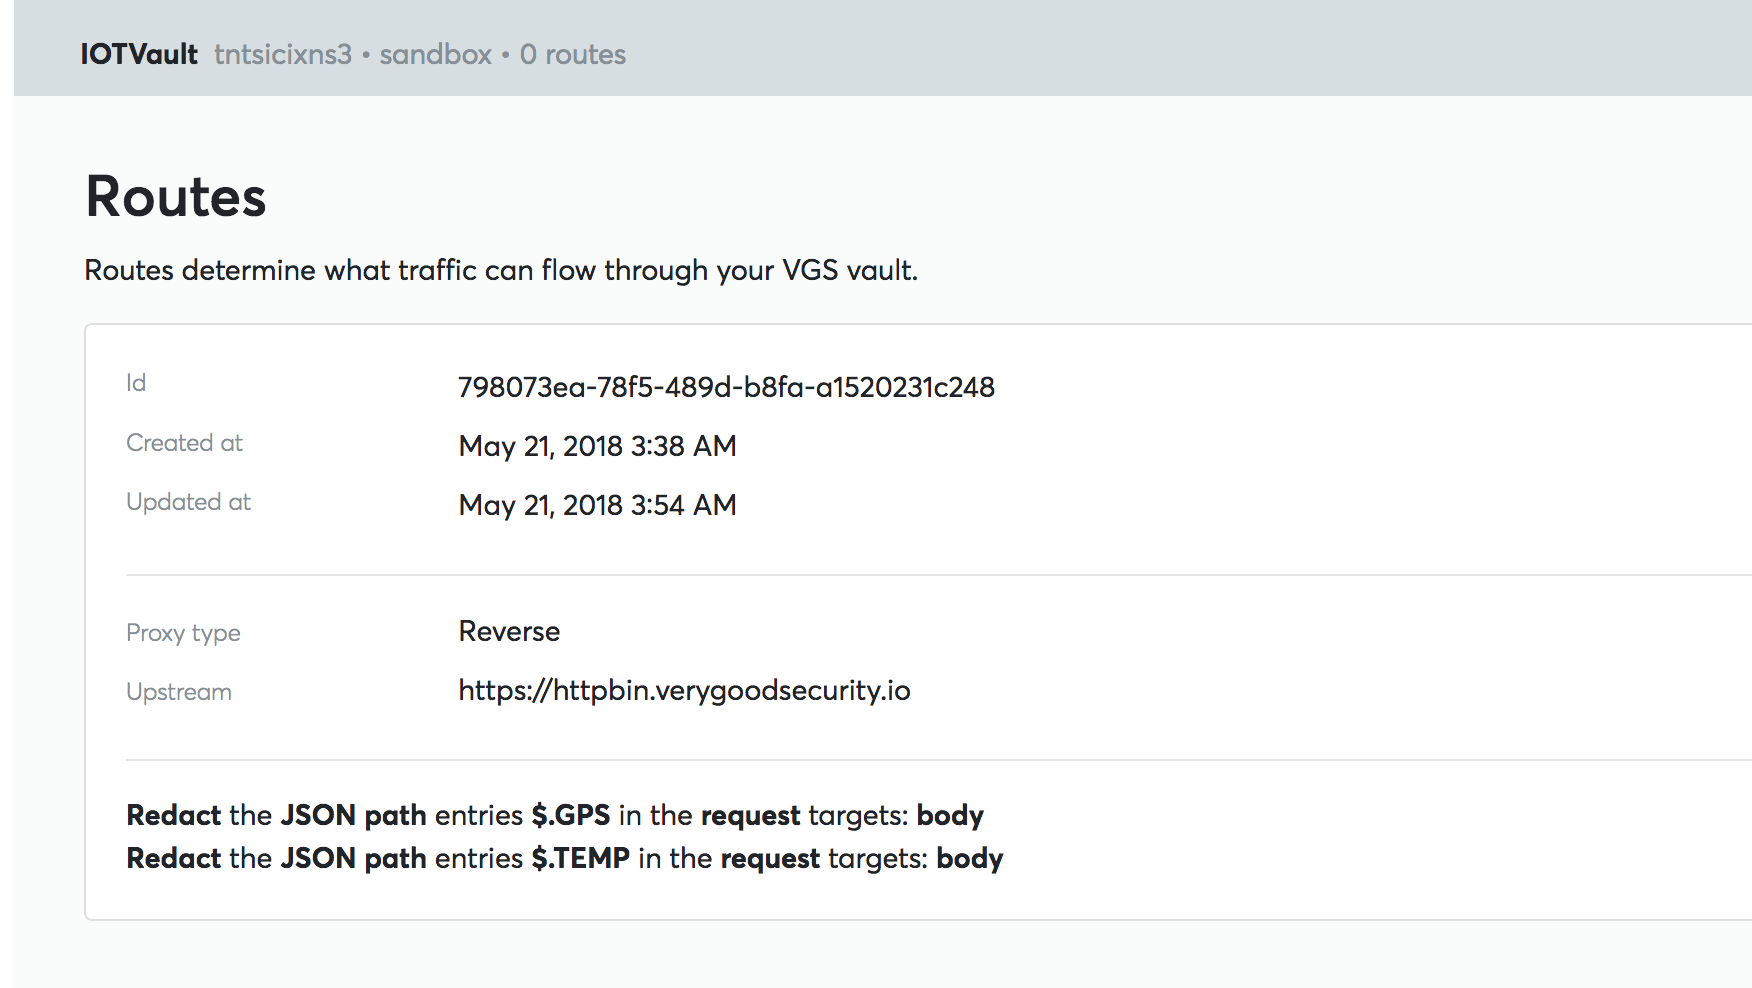 IOTVault tntsicixns3 • sandbox • 0 routes
Routes
Routes determine what traffic can flow through your VGS vault.
Id 798073ea-78f5-489d-b8fa-a1520231c248
Created at May 21, 2018 3:38 AM
Updated at May 21, 2018 3:54 AM
Proxy type Reverse
Upstream https://httpbin.verygoodsecurity.io
Redact the JSON path entries $.GPS in the request targets: body
Redact the JSON path entries $.TEMP in the request targets: body